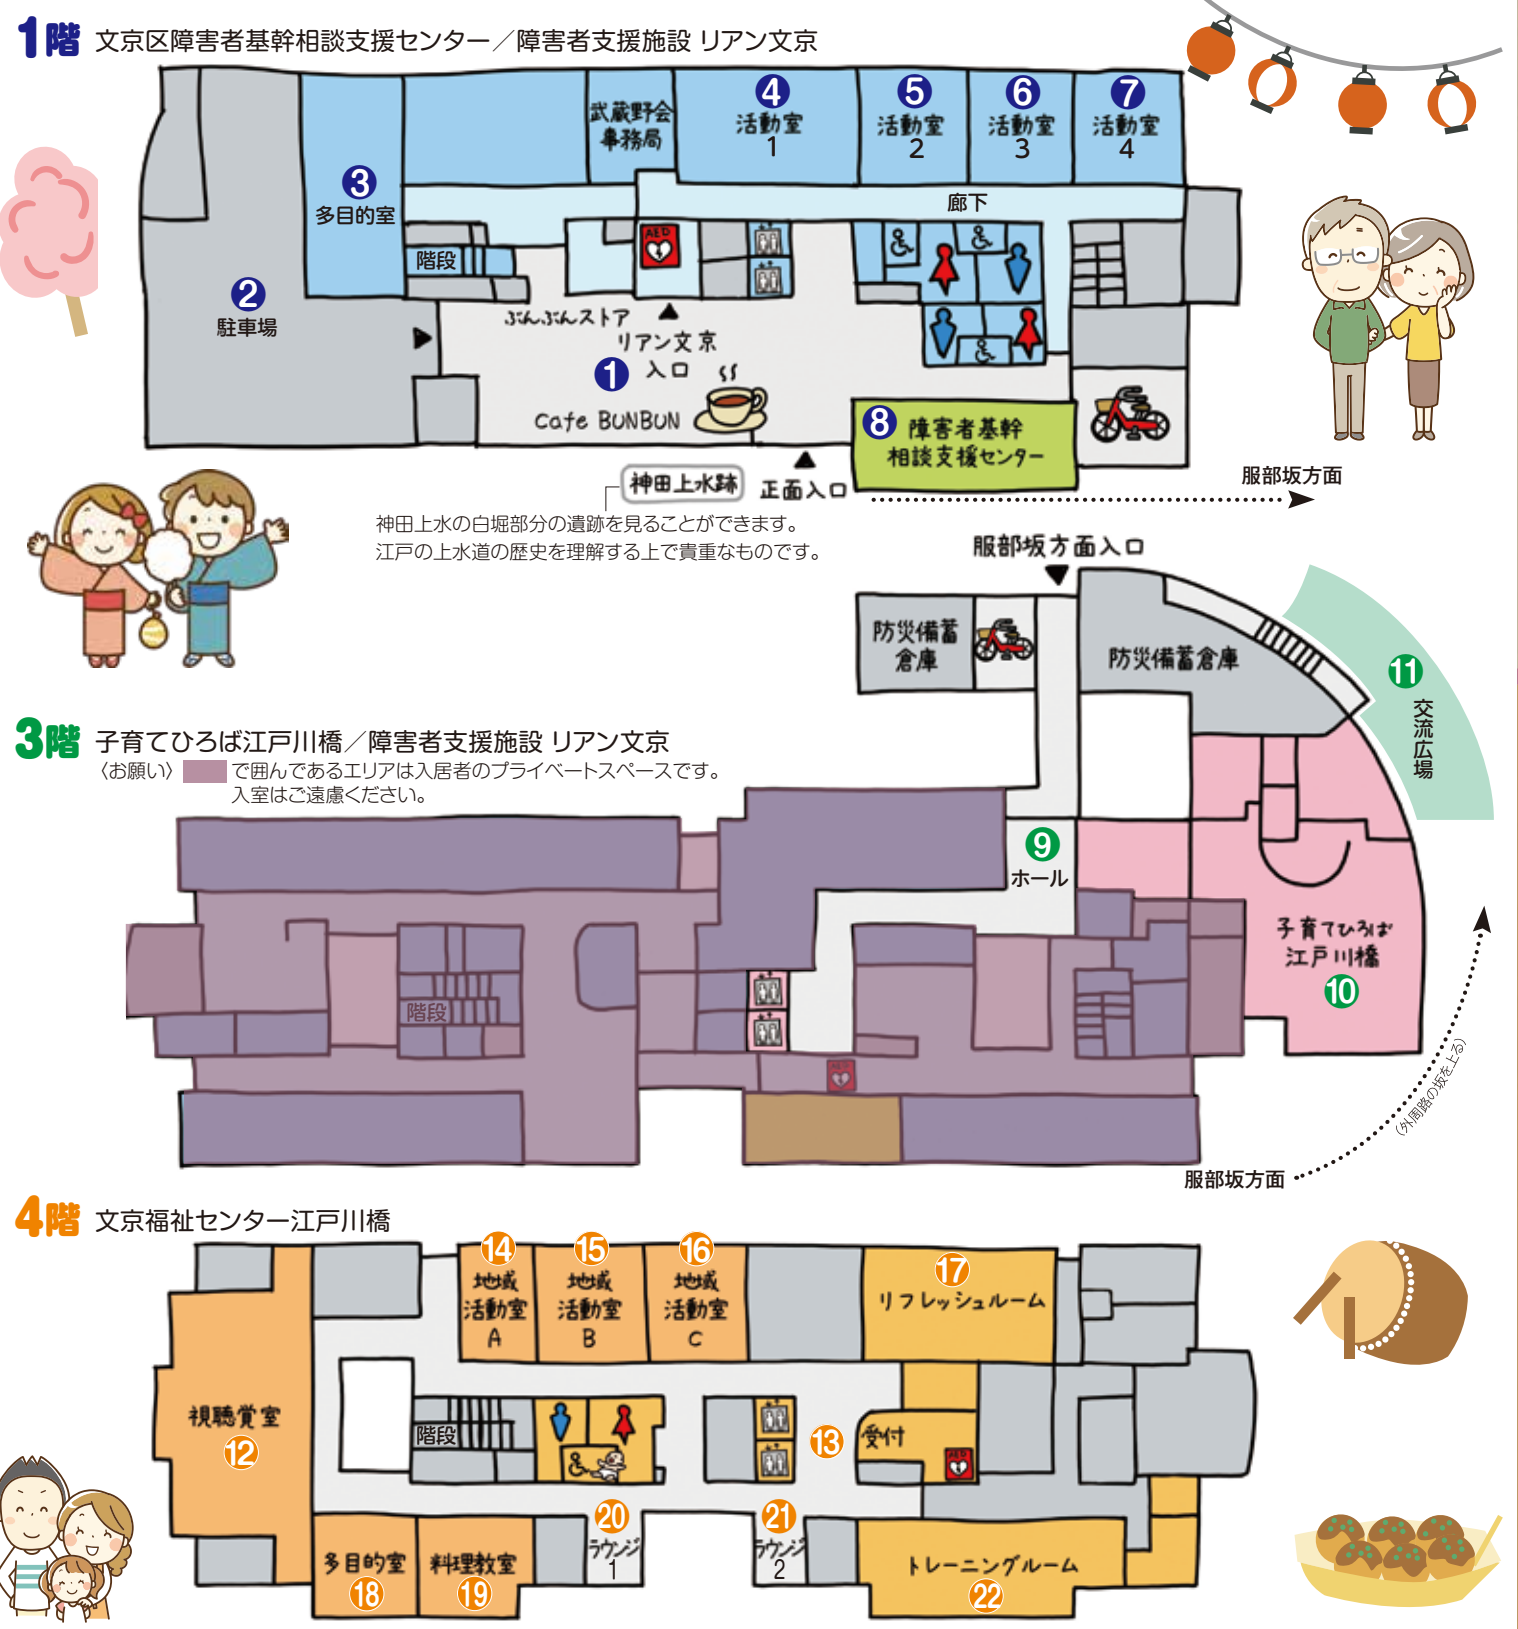 1階 文京区障害者基幹相談支援センター／障害者支援施設 リアン文京
武蔵野会
事務局
4
活動室
1
5
活動室
2
6
活動室
3
7
活動室
4
3
多目的室
廊下
AED
階段
2
駐車場
ぶんぶんストア
リアン文京
入口
1
Cafe BUNBUN
8 障害者基幹
相談支援センター
神田上水跡
正面入口
服部坂方面
神田上水の白堀部分の遺跡を見ることができます。
江戸の上水道の歴史を理解する上で貴重なものです。
服部坂方面入口
防災備蓄
倉庫
防災備蓄倉庫
11
交流広場
3階 子育てひろば江戸川橋／障害者支援施設 リアン文京
〈お願い〉 で囲んであるエリアは入居者のプライベートスペースです。
入室はご遠慮ください。
9
ホール
子育てひろば
江戸川橋
10
階段
AED
(外周路の坂を上る)
服部坂方面
4階 文京福祉センター江戸川橋
14
地域
活動室
A
15
地域
活動室
B
16
地域
活動室
C
17
リフレッシュルーム
視聴覚室
12
階段
13
受付
AED
20
ラウンジ
1
21
ラウンジ
2
多目的室
18
料理教室
19
トレーニングルーム
22